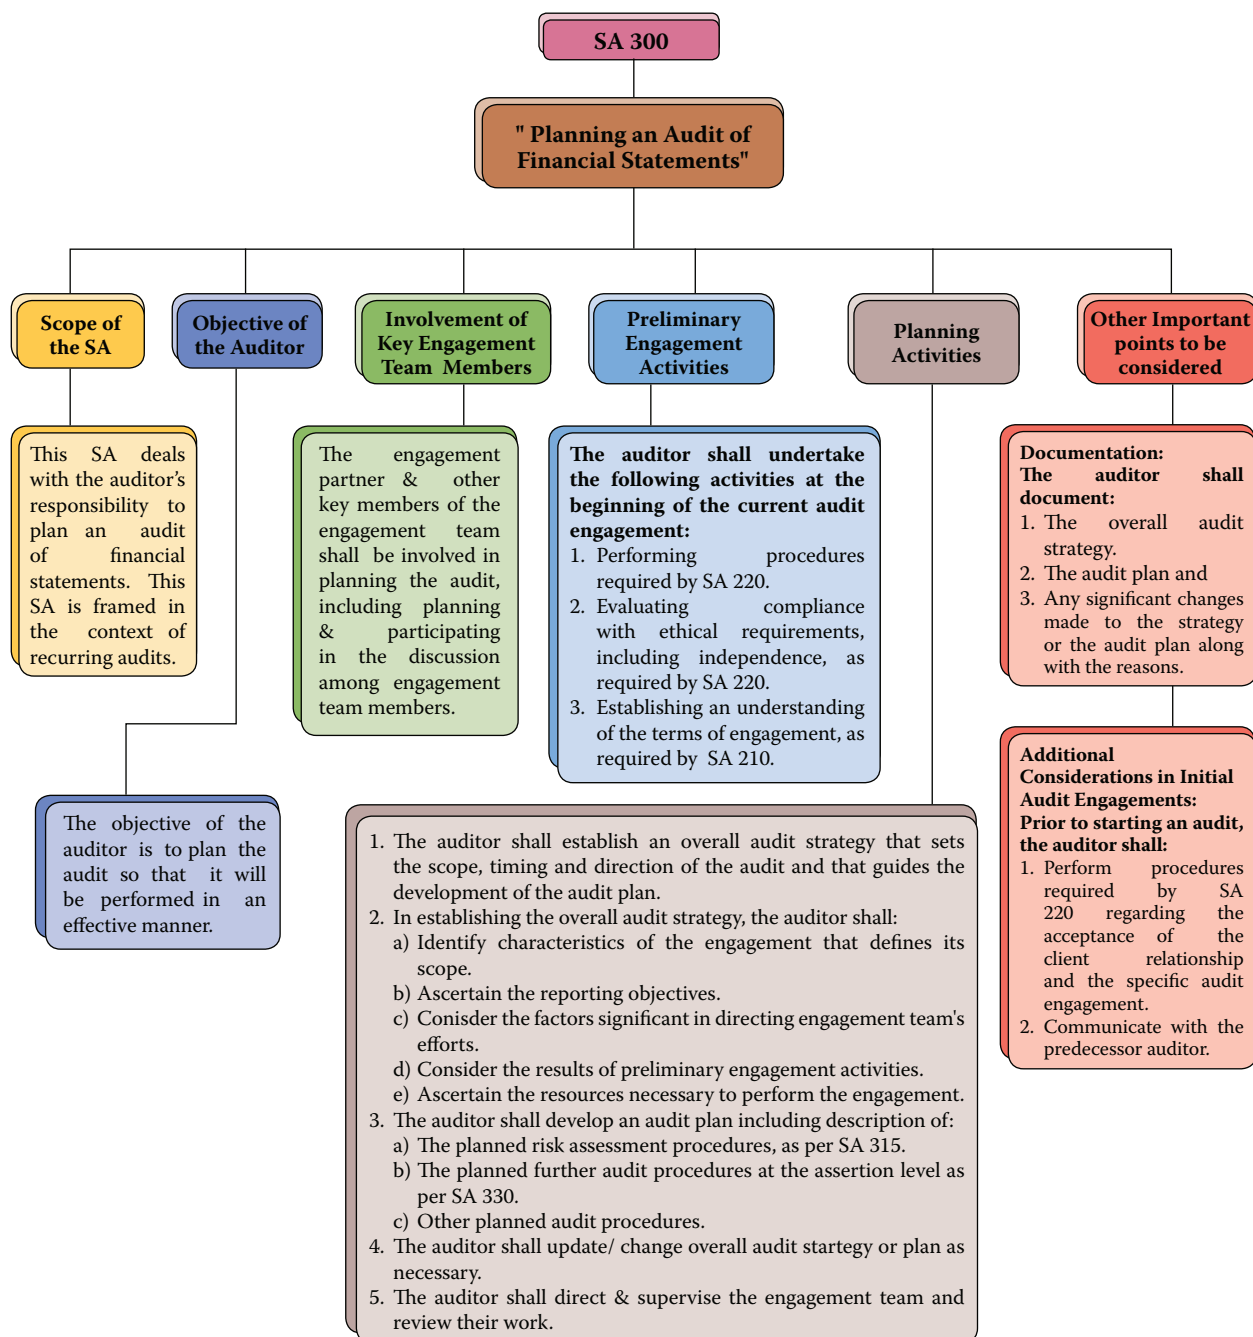 SA 300
" Planning an Audit of
Financial Statements"
Scope of
the SA
This SA deals
with the auditor's
responsibility to
plan an audit
of financial
statements. This
SA is framed in
the context of
recurring audits.
Objective of
the Auditor
The objective of the
auditor is to plan the
audit so that it will
be performed in an
effective manner.
Involvement of
Key Engagement
Team Members
The engagement
partner & other
key members of the
engagement team
shall be involved in
planning the audit,
including planning
& participating
in the discussion
among engagement
team members.
Preliminary
Engagement
Activities
The auditor shall undertake
the following activities at the
beginning of the current audit
engagement:
1. Performing procedures
required by SA 220.
2. Evaluating compliance
with ethical requirements,
including independence, as
required by SA 220.
3. Establishing an understanding
of the terms of engagement, as
required by SA 210.
Planning
Activities
1. The auditor shall establish an overall audit strategy that sets
the scope, timing and direction of the audit and that guides the
development of the audit plan.
2. In establishing the overall audit strategy, the auditor shall:
a) Identify characteristics of the engagement that defines its
scope.
b) Ascertain the reporting objectives.
c) Conisder the factors significant in directing engagement team's
efforts.
d) Consider the results of preliminary engagement activities.
e) Ascertain the resources necessary to perform the engagement.
3. The auditor shall develop an audit plan including description of:
a) The planned risk assessment procedures, as per SA 315.
b) The planned further audit procedures at the assertion level as
per SA 330.
c) Other planned audit procedures.
4. The auditor shall update/ change overall audit startegy or plan as
necessary.
5. The auditor shall direct & supervise the engagement team and
review their work.
Other Important
points to be
considered
Documentation:
The auditor shall
document:
1. The overall audit
strategy.
2. The audit plan and
3. Any significant changes
made to the strategy
or the audit plan along
with the reasons.
Additional
Considerations in Initial
Audit Engagements:
Prior to starting an audit,
the auditor shall:
1. Perform procedures
required by SA
220 regarding the
acceptance of the
client relationship
and the specific audit
engagement.
2. Communicate with the
predecessor auditor.